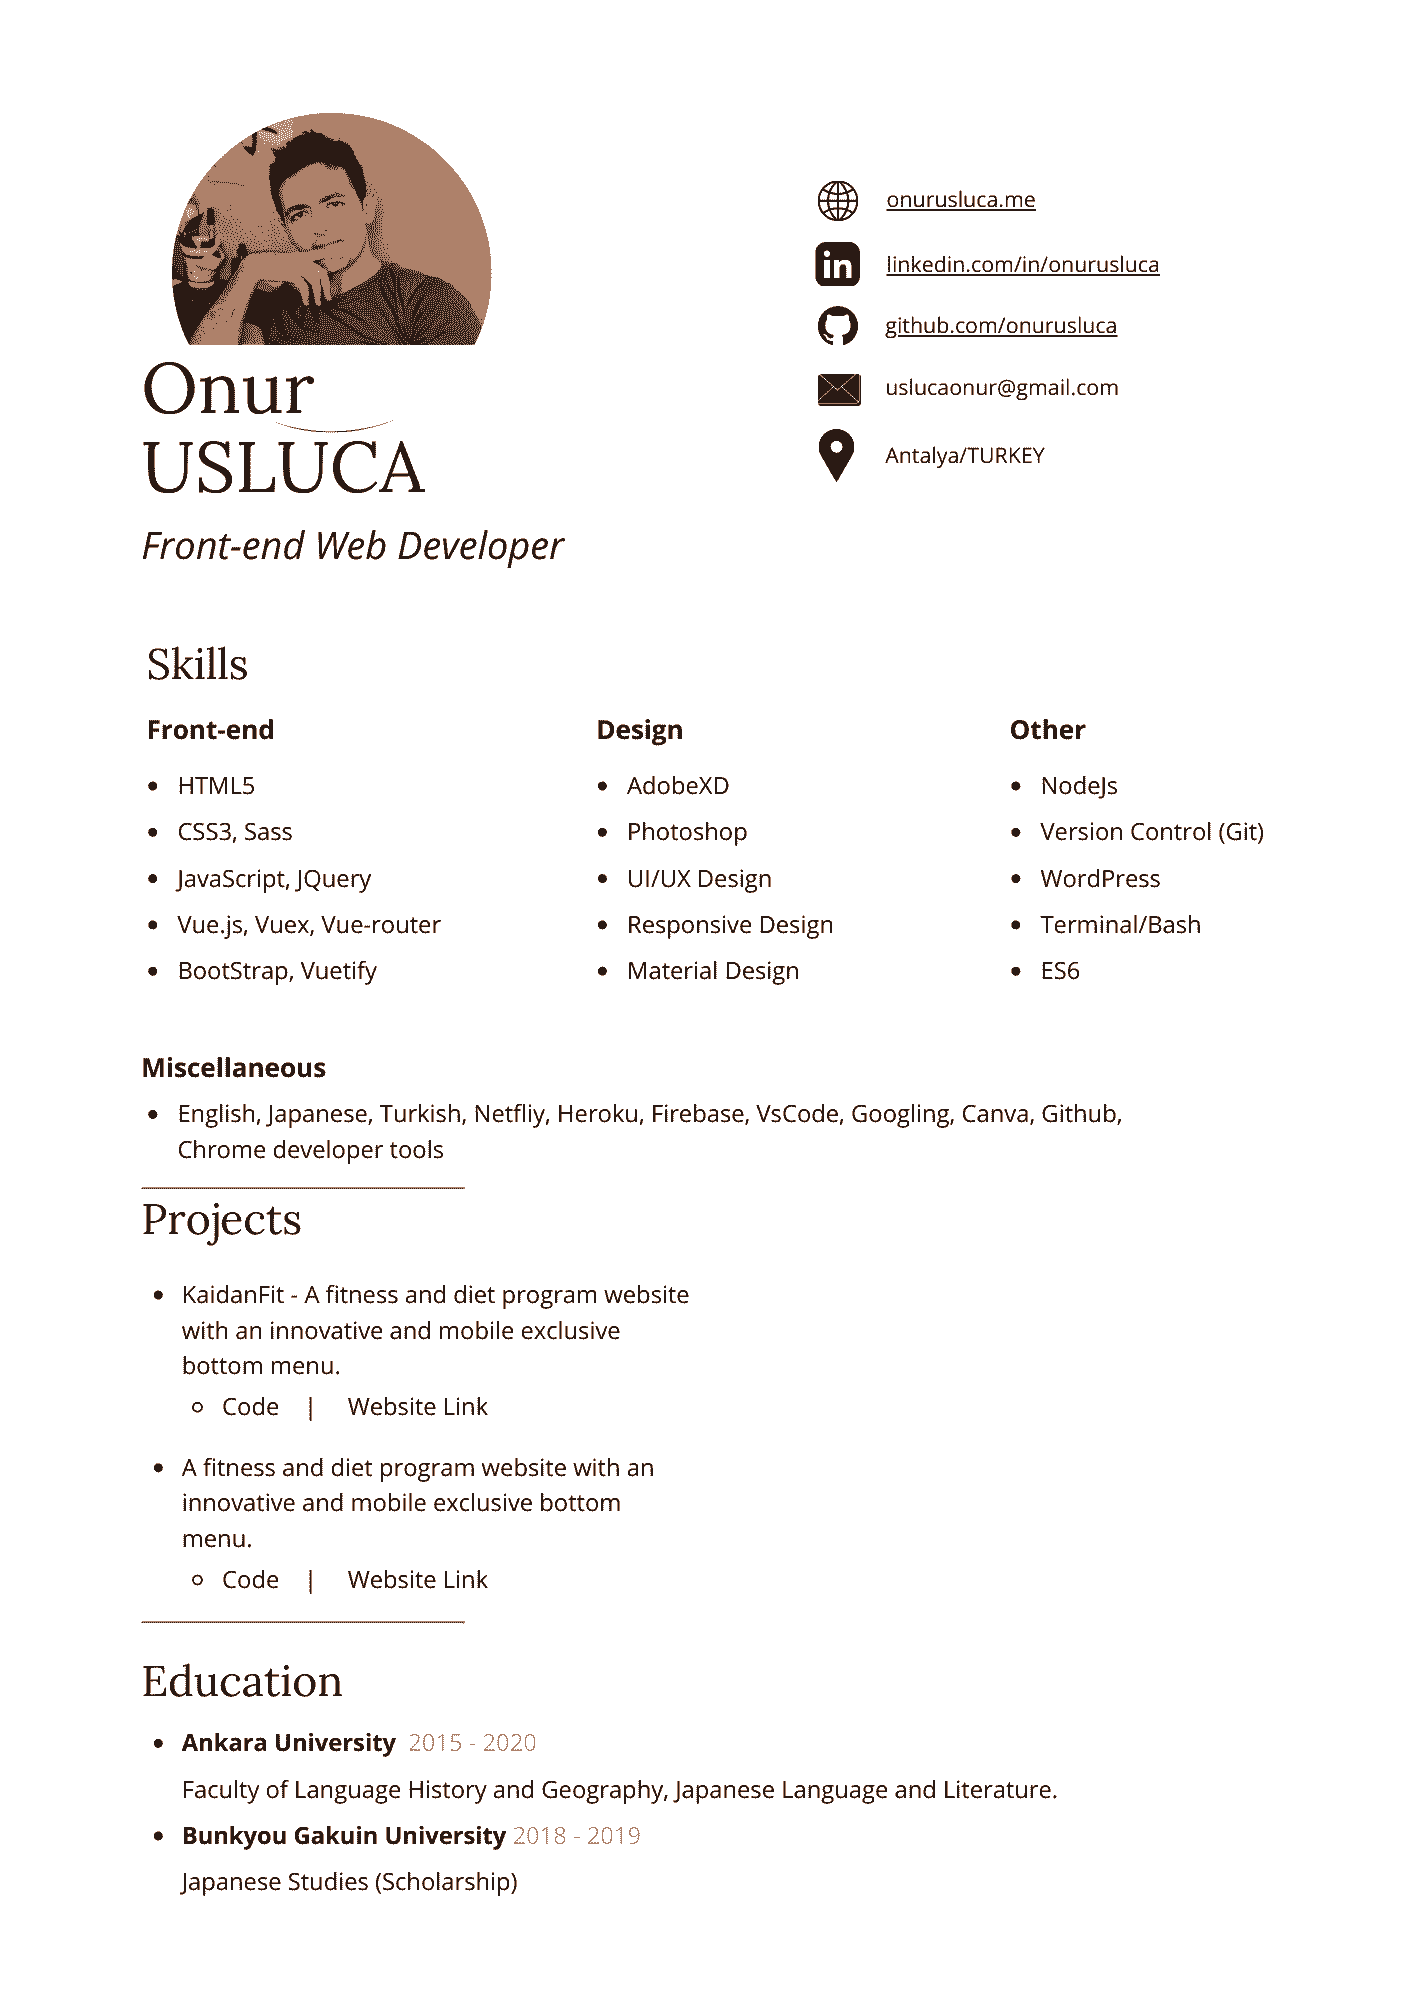 Onur
USLUCA
Front-end Web Developer
onurusluca.me
linkedin.com/in/onurusluca
github.com/onurusluca
uslucaonur@gmail.com
Antalya/TURKEY
Skills
Front-end
HTML5
CSS3, Sass
JavaScript, JQuery
Vue.js, Vuex, Vue-router
BootStrap, Vuetify
Design
AdobeXD
Photoshop
UI/UX Design
Responsive Design
Material Design
Other
NodeJs
Version Control (Git)
WordPress
Terminal/Bash
ES6
Miscellaneous
English, Japanese, Turkish, Netfliy, Heroku, Firebase, VsCode, Googling, Canva, Github,
Chrome developer tools
Projects
KaidanFit - A fitness and diet program website
with an innovative and mobile exclusive
bottom menu.
Code | Website Link
A fitness and diet program website with an
innovative and mobile exclusive bottom
menu.
Code | Website Link
Education
Ankara University 2015 - 2020
Faculty of Language History and Geography, Japanese Language and Literature.
Bunkyou Gakuin University 2018 - 2019
Japanese Studies (Scholarship)